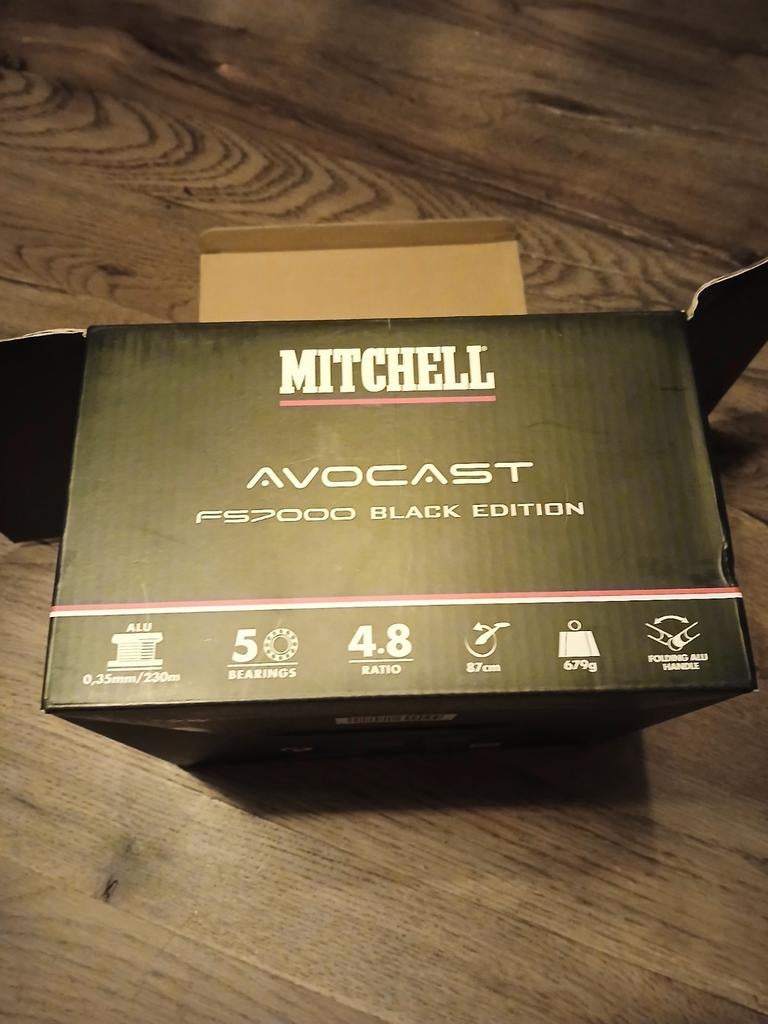 MITCHELL
AVOCAST
FS7000 BLACK EDITION
ALU
0,35mm/230m
5 BEARINGS
4.8 RATIO
87cm
679g
FOLDING ALU
HANDLE